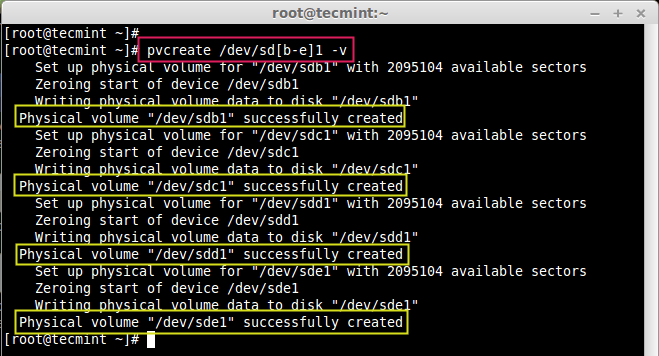 root@tecmint:~
[root@tecmint ~]#
[root@tecmint ~]# pvcreate /dev/sd[b-e]1 -v
Set up physical volume for "/dev/sdb1" with 2095104 available sectors
Zeroing start of device /dev/sdb1
Writing physical volume data to disk "/dev/sdb1"
Physical volume "/dev/sdb1" successfully created
Set up physical volume for "/dev/sdc1" with 2095104 available sectors
Zeroing start of device /dev/sdc1
Writing physical volume data to disk "/dev/sdc1"
Physical volume "/dev/sdc1" successfully created
Set up physical volume for "/dev/sdd1" with 2095104 available sectors
Zeroing start of device /dev/sdd1
Writing physical volume data to disk "/dev/sdd1"
Physical volume "/dev/sdd1" successfully created
Set up physical volume for "/dev/sde1" with 2095104 available sectors
Zeroing start of device /dev/sde1
Writing physical volume data to disk "/dev/sde1"
Physical volume "/dev/sde1" successfully created
[root@tecmint ~]#